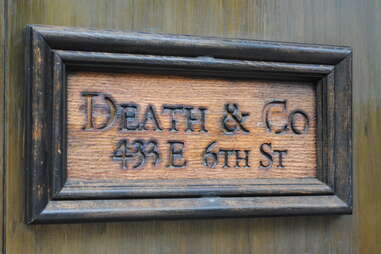 Death & Co
433 E 6th St